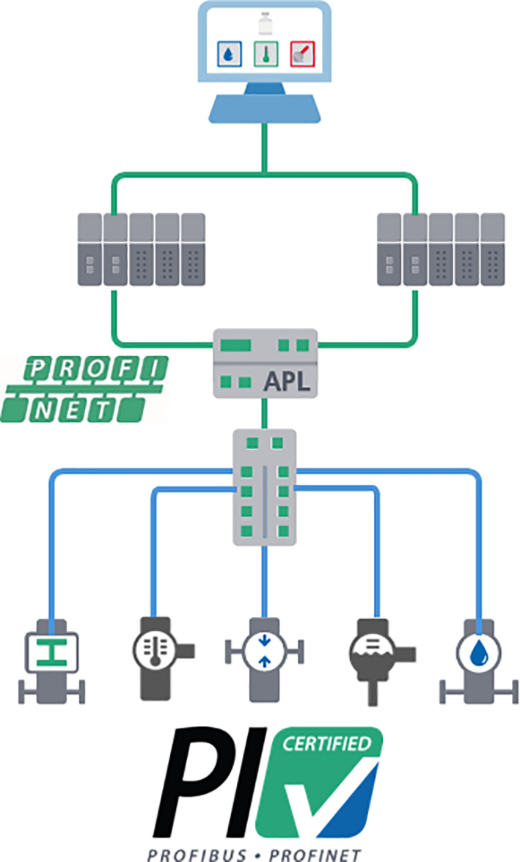 APL
PROFI
NET
PI
CERTIFIED
PROFIBUS • PROFINET